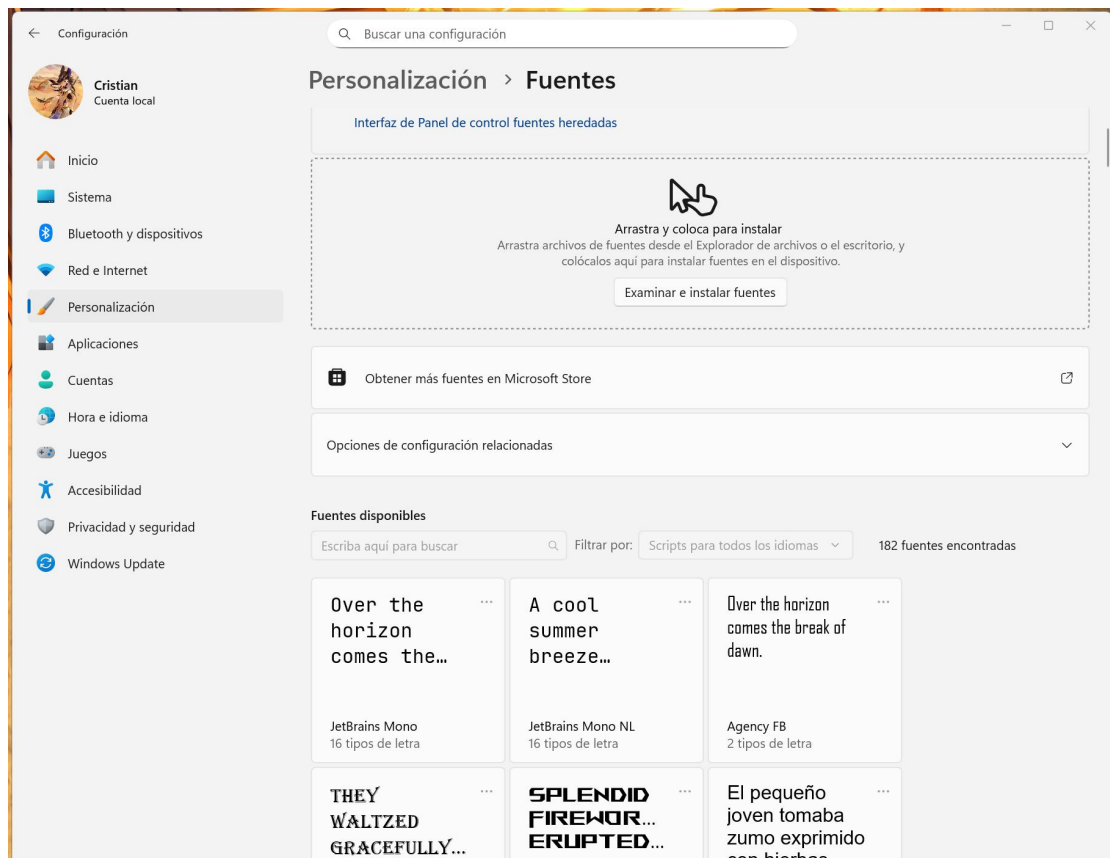 Configuración
Buscar una configuración
Cristian
Cuenta local
Inicio
Sistema
Bluetooth y dispositivos
Red e Internet
Personalización
Aplicaciones
Cuentas
Hora e idioma
Juegos
Accesibilidad
Privacidad y seguridad
Windows Update
Personalización > Fuentes
Interfaz de Panel de control fuentes heredadas
Arrastra y coloca para instalar
Arrastra archivos de fuentes desde el Explorador de archivos o el escritorio, y
colócalos aquí para instalar fuentes en el dispositivo.
Examinar e instalar fuentes
Obtener más fuentes en Microsoft Store
Opciones de configuración relacionadas
Fuentes disponibles
Escriba aquí para buscar
Filtrar por: Scripts para todos los idiomas
182 fuentes encontradas
Over the
horizon
comes the…
JetBrains Mono
16 tipos de letra
A cool
summer
breeze…
JetBrains Mono NL
16 tipos de letra
Over the horizon
comes the break of
dawn.
Agency FB
2 tipos de letra
THEY
WALTZED
GRACEFULLY…
SPLENDID
FIREWOR…
ERUPTED…
El pequeño
joven tomaba
zumo exprimido
con hierbas